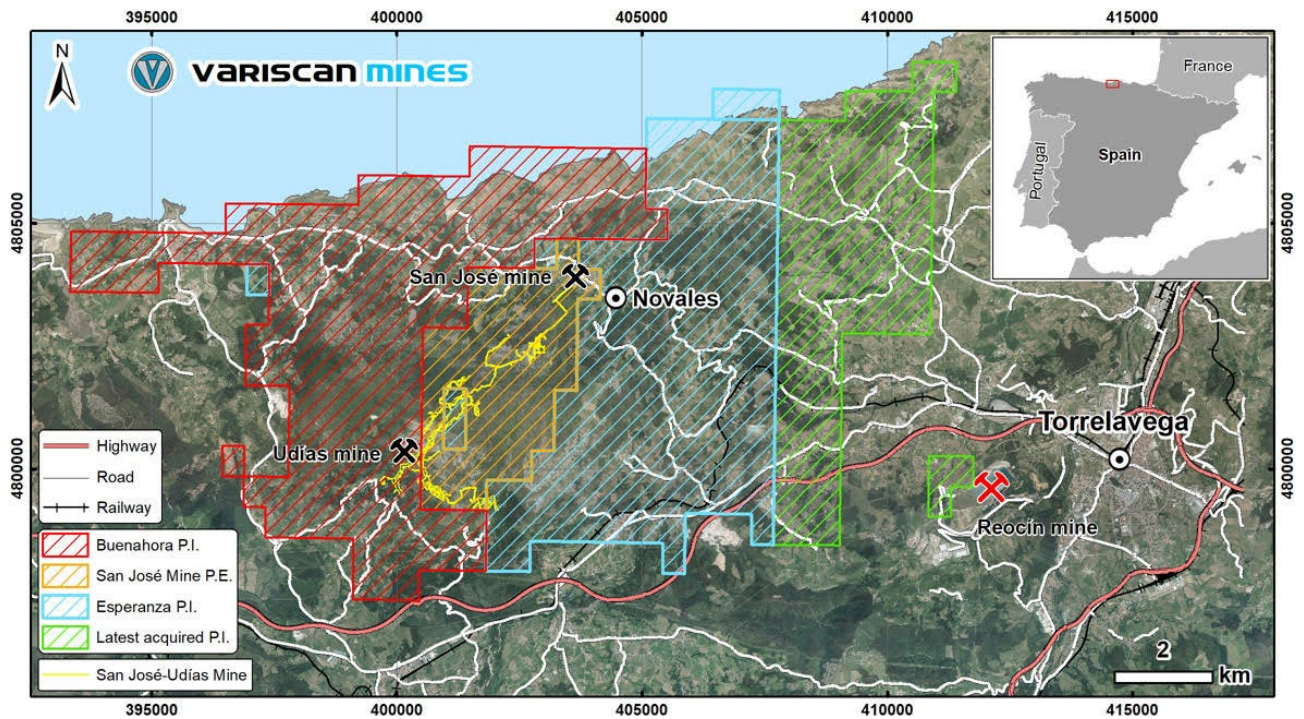 395000 400000 405000 410000 415000
N
V VARISCAN MINES
France
Portugal
Spain
4805000
4805000
San José mine
Novales
Highway
Road
Railway
Udías mine
Torrelavega
4800000
4800000
Reocín mine
Buenahora P.I.
San José Mine P.E.
Esperanza P.I.
Latest acquired P.I.
San José-Udías Mine
2
km
395000 400000 405000 410000 415000